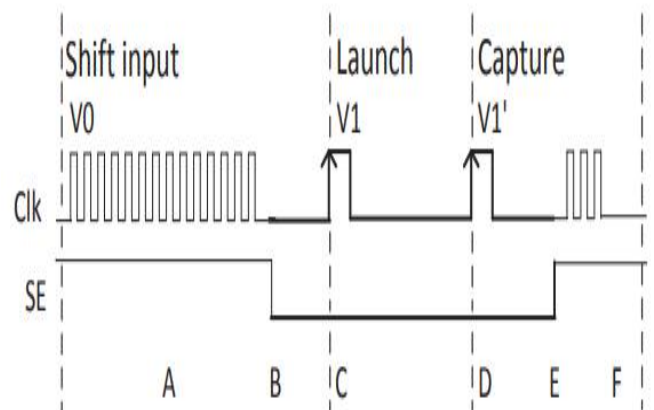 Shift input Launch Capture
V0 V1 V1'
Clk
SE
A B C D E F